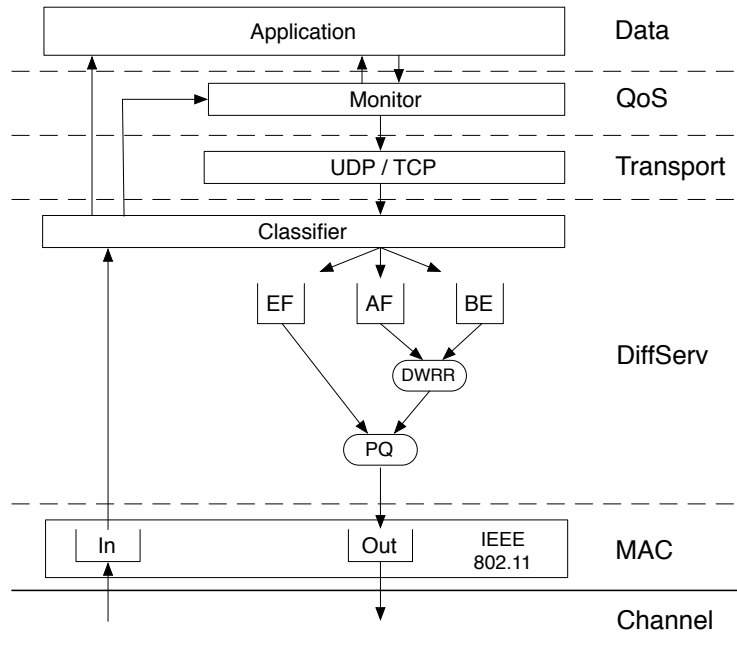 Application
Data
Monitor
QoS
UDP / TCP
Transport
Classifier
EF
AF
BE
DiffServ
DWRR
PQ
In
Out
IEEE
802.11
MAC
Channel